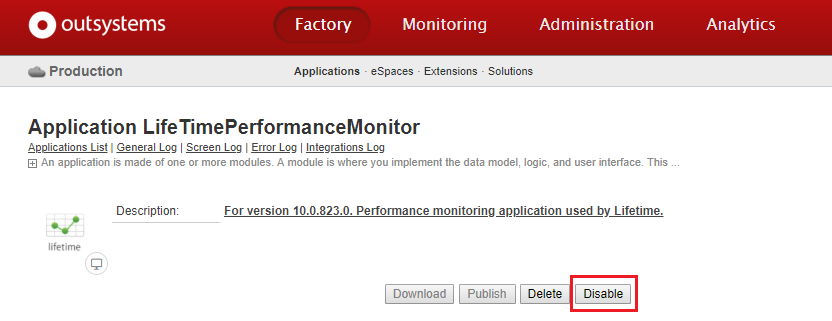 outsystems Factory Monitoring Administration Analytics
Production Applications · eSpaces · Extensions · Solutions
Application LifeTimePerformanceMonitor
Applications List | General Log | Screen Log | Error Log | Integrations Log
An application is made of one or more modules. A module is where you implement the data model, logic, and user interface. This ...
Description: For version 10.0.823.0. Performance monitoring application used by Lifetime.
lifetime
Download Publish Delete Disable